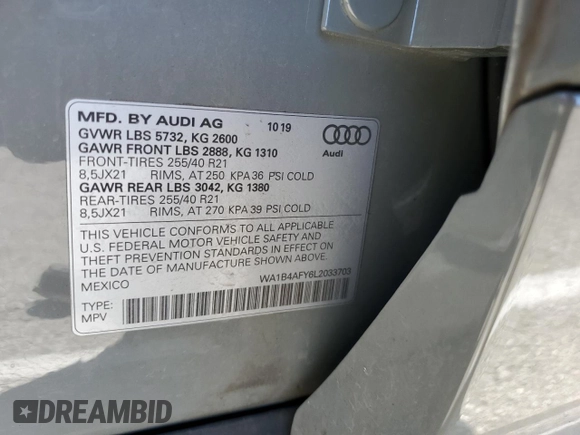 MFD. BY AUDI AG 10 19
GVWR LBS 5732, KG 2600
GAWR FRONT LBS 2888, KG 1310
FRONT-TIRES 255/40 R21
8,5JX21 RIMS, AT 250 KPA 36 PSI COLD
GAWR REAR LBS 3042, KG 1380
REAR-TIRES 255/40 R21
8,5JX21 RIMS, AT 270 KPA 39 PSI COLD
Audi
THIS VEHICLE CONFORMS TO ALL APPLICABLE
U.S. FEDERAL MOTOR VEHICLE SAFETY AND
THEFT PREVENTION STANDARDS IN EFFECT ON
THE DATE OF MANUFACTURE SHOWN ABOVE.
MEXICO WA1B4AFY6L2033703
TYPE:
MPV
DREAMBID